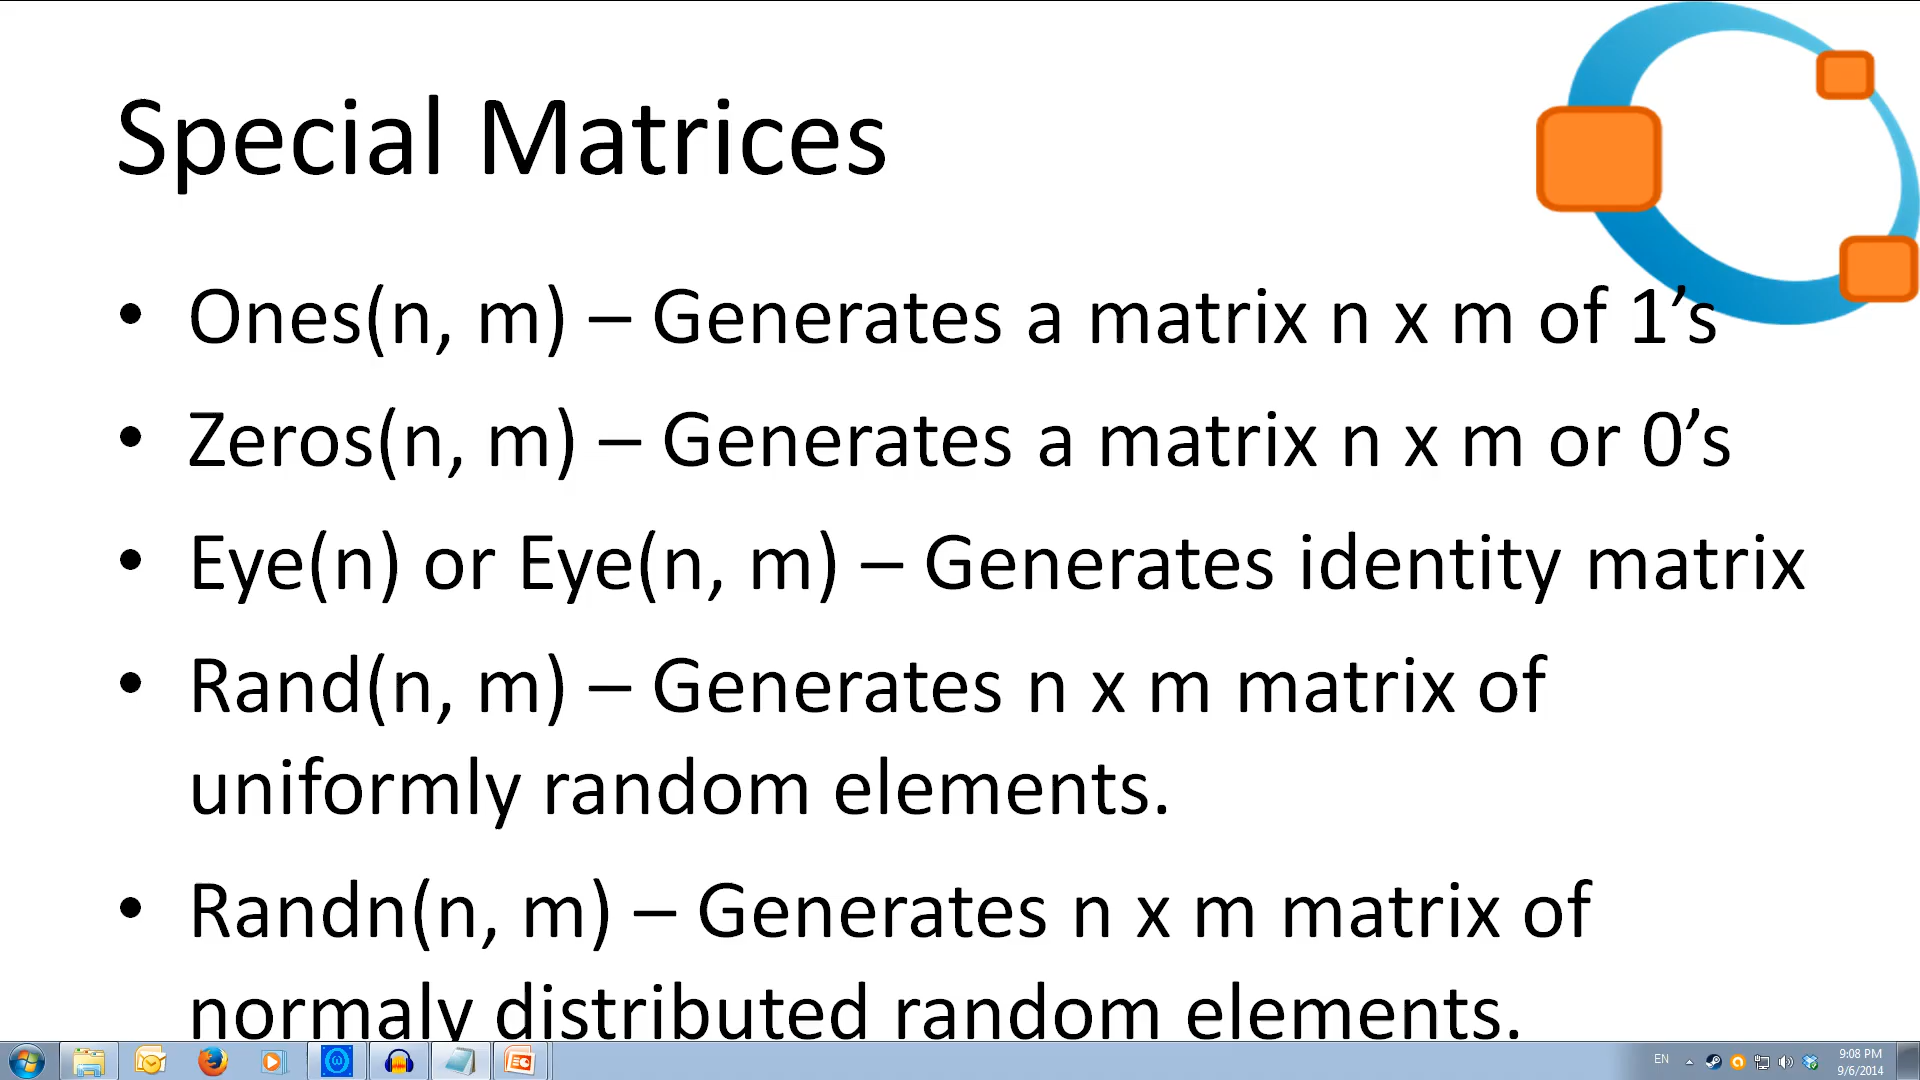 Special Matrices
• Ones(n, m) – Generates a matrix n x m of 1’s
• Zeros(n, m) – Generates a matrix n x m or 0’s
• Eye(n) or Eye(n, m) – Generates identity matrix
• Rand(n, m) – Generates n x m matrix of
uniformly random elements.
• Randn(n, m) – Generates n x m matrix of
normaly distributed random elements.
EN
9:08 PM
9/6/2014